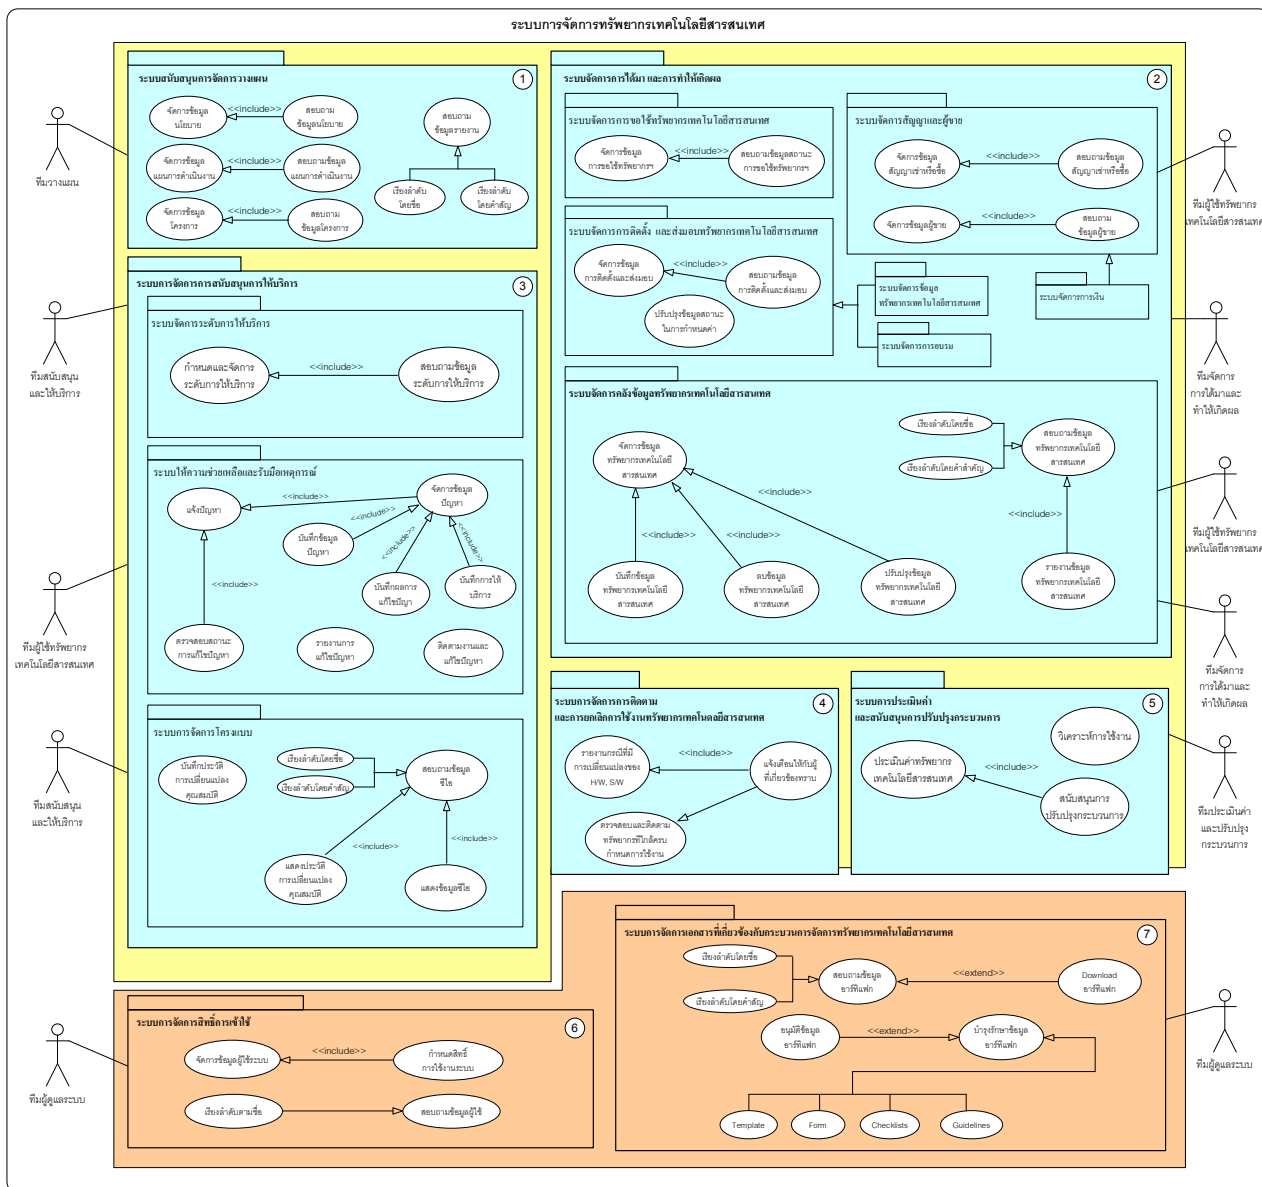 ระบบการจัดการทรัพยากรเทคโนโลยีสารสนเทศ
ระบบสนับสนุนการจัดการวางแผน
1
จัดการข้อมูล
นโยบาย
<<include>>
สอบถาม
ข้อมูลนโยบาย
จัดการข้อมูล
แผนการดำเนินงาน
<<include>>
สอบถามข้อมูล
แผนการดำเนินงาน
จัดการข้อมูล
โครงการ
<<include>>
สอบถาม
ข้อมูลโครงการ
สอบถาม
ข้อมูลรายงาน
เรียงลำดับ
โดยชื่อ
เรียงลำดับ
โดยคำสำคัญ
ทีมวางแผน
ระบบจัดการการได้มา และการทำให้เกิดผล
2
ระบบจัดการการขอใช้ทรัพยากรเทคโนโลยีสารสนเทศ
จัดการข้อมูล
การขอใช้ทรัพยากรฯ
<<include>>
สอบถามข้อมูลสถานะ
การขอใช้ทรัพยากรฯ
ระบบจัดการสัญญาและผู้ขาย
จัดการข้อมูล
สัญญาเช่าหรือซื้อ
<<include>>
สอบถามข้อมูล
สัญญาเช่าหรือซื้อ
จัดการข้อมูลผู้ขาย
<<include>>
สอบถาม
ข้อมูลผู้ขาย
ทีมผู้ใช้ทรัพยากร
เทคโนโลยีสารสนเทศ
ระบบจัดการการติดตั้ง และส่งมอบทรัพยากรเทคโนโลยีสารสนเทศ
จัดการข้อมูล
การติดตั้งและส่งมอบ
<<include>>
สอบถามข้อมูล
การติดตั้งและส่งมอบ
ปรับปรุงข้อมูลสถานะ
ในการกำหนดค่า
ระบบจัดการข้อมูล
ทรัพยากรเทคโนโลยีสารสนเทศ
ระบบจัดการการอบรม
ระบบจัดการการเงิน
ทีมจัดการ
การได้มาและ
ทำให้เกิดผล
ระบบจัดการคลังข้อมูลทรัพยากรเทคโนโลยีสารสนเทศ
จัดการข้อมูล
ทรัพยากรเทคโนโลยี
สารสนเทศ
เรียงลำดับโดยชื่อ
เรียงลำดับโดยคำสำคัญ
สอบถามข้อมูล
ทรัพยากรเทคโนโลยี
สารสนเทศ
<<include>>
<<include>>
บันทึกข้อมูล
ทรัพยากรเทคโนโลยี
สารสนเทศ
ลบข้อมูล
ทรัพยากรเทคโนโลยี
สารสนเทศ
ปรับปรุงข้อมูล
ทรัพยากรเทคโนโลยี
สารสนเทศ
รายงานข้อมูล
ทรัพยากรเทคโนโลยี
สารสนเทศ
ทีมผู้ใช้ทรัพยากร
เทคโนโลยีสารสนเทศ
ทีมจัดการ
การได้มาและ
ทำให้เกิดผล
ระบบการจัดการการสนับสนุนการให้บริการ
3
ระบบจัดการระดับการให้บริการ
กำหนดและจัดการ
ระดับการให้บริการ
<<include>>
สอบถามข้อมูล
ระดับการให้บริการ
ทีมสนับสนุน
และให้บริการ
ระบบให้ความช่วยเหลือและรับมือเหตุการณ์
แจ้งปัญหา
<<include>>
จัดการข้อมูล
ปัญหา
บันทึกข้อมูล
ปัญหา
<<include>>
<<include>>
<<include>>
บันทึกผลการ
แก้ไขปัญหา
บันทึกการให้
บริการ
<<include>>
ตรวจสอบสถานะ
การแก้ไขปัญหา
รายงานการ
แก้ไขปัญหา
ติดตามงานและ
แก้ไขปัญหา
ทีมผู้ใช้ทรัพยากร
เทคโนโลยีสารสนเทศ
ระบบการจัดการโครงแบบ
บันทึกประวัติ
การเปลี่ยนแปลง
คุณสมบัติ
เรียงลำดับโดยชื่อ
เรียงลำดับโดยคำสำคัญ
สอบถามข้อมูล
ซีไอ
<<include>>
<<include>>
แสดงประวัติ
การเปลี่ยนแปลง
คุณสมบัติ
แสดงข้อมูลซีไอ
ทีมสนับสนุน
และให้บริการ
ระบบการจัดการการติดตาม
และการยกเลิกการใช้งานทรัพยากรเทคโนดลยีสารสนเทศ
4
รายงานกรณีที่มี
การเปลี่ยนแปลงของ
H/W, S/W
<<include>>
แจ้งเตือนให้กับผู้
ที่เกี่ยวข้องทราบ
ตรวจสอบและติดตาม
ทรัพยากรที่ใกล้ครบ
กำหนดการใช้งาน
ระบบการประเมินค่า
และสนับสนุนการปรับปรุงกระบวนการ
5
วิเคราะห์การใช้งาน
ประเมินค่าทรัพยากร
เทคโนโลยีสารสนเทศ
<<include>>
สนับสนุนการ
ปรับปรุงกระบวนการ
ทีมประเมินค่า
และปรับปรุง
กระบวนการ
ระบบการจัดการสิทธิ์การเข้าใช้
6
จัดการข้อมูลผู้ใช้ระบบ
<<include>>
กำหนดสิทธิ์
การใช้งานระบบ
เรียงลำดับตามชื่อ
สอบถามข้อมูลผู้ใช้
ทีมผู้ดูแลระบบ
ระบบการจัดการเอกสารที่เกี่ยวข้องกับกระบวนการจัดการทรัพยากรเทคโนโลยีสารสนเทศ
7
เรียงลำดับโดยชื่อ
เรียงลำดับโดยคำสำคัญ
สอบถามข้อมูล
อาร์ทิแฟก
<<extend>>
Download
อาร์ทิแฟก
อนุมัติข้อมูล
อาร์ทิแฟก
<<extend>>
บำรุงรักษาข้อมูล
อาร์ทิแฟก
Template
Form
Checklists
Guidelines
ทีมผู้ดูแลระบบ